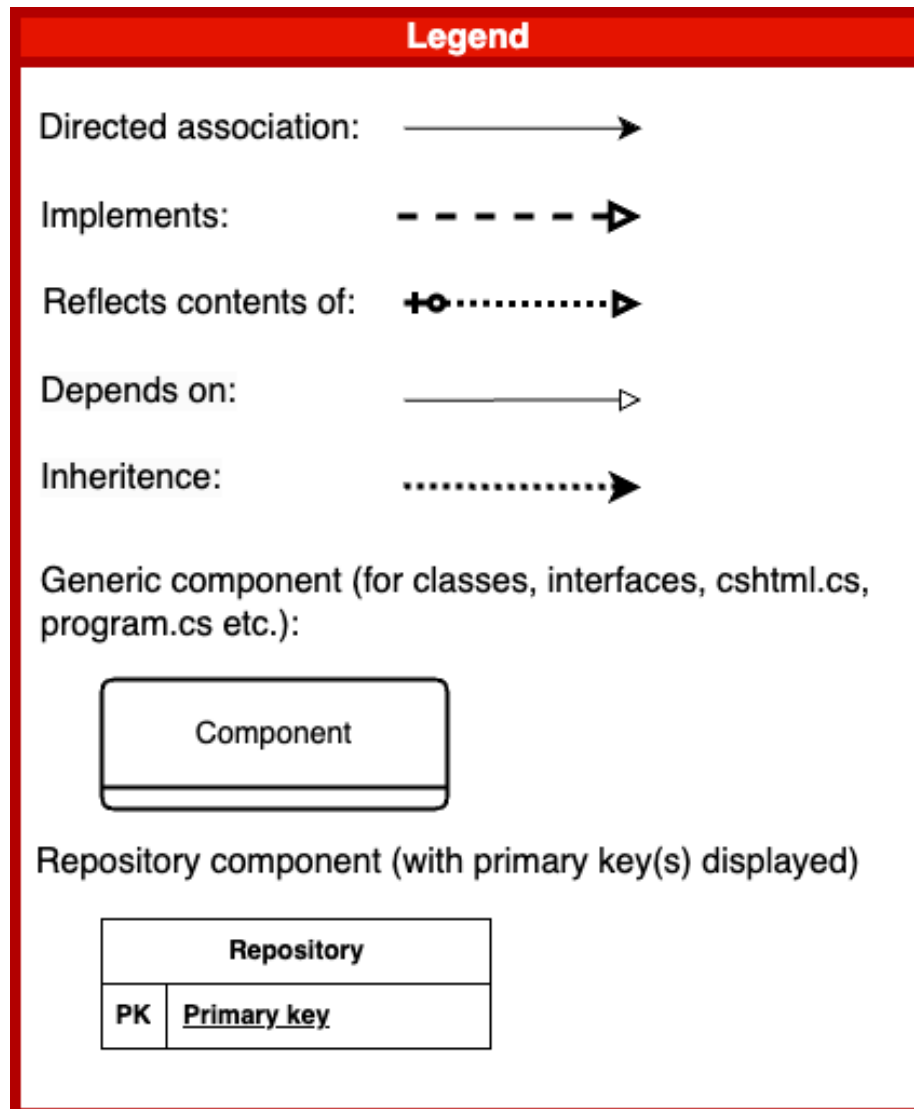 Legend
Directed association:
Implements:
Reflects contents of:
Depends on:
Inheritence:
Generic component (for classes, interfaces, cshtml.cs,
program.cs etc.):
Component
Repository component (with primary key(s) displayed)
Repository
PK Primary key